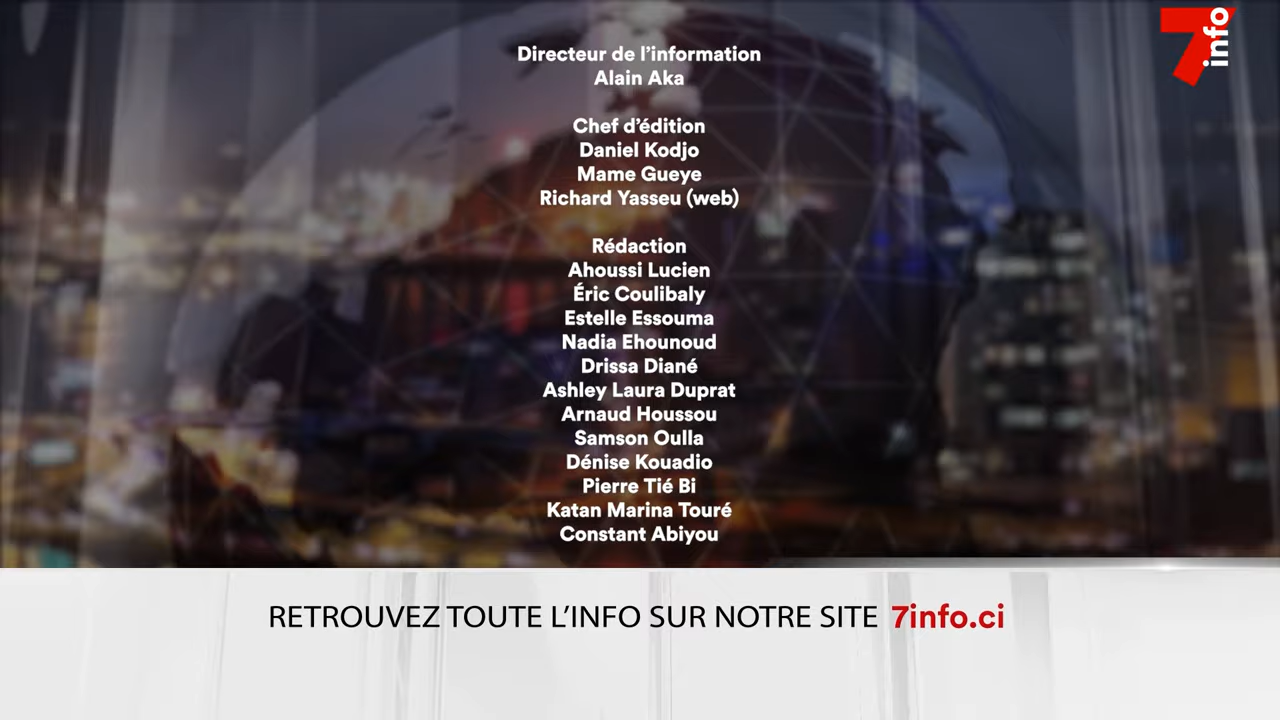 7info
Directeur de l’information
Alain Aka
Chef d’édition
Daniel Kodjo
Mame Gueye
Richard Yasseu (web)
Rédaction
Ahoussi Lucien
Éric Coulibaly
Estelle Essouma
Nadia Ehounoud
Drissa Diané
Ashley Laura Duprat
Arnaud Houssou
Samson Oulla
Dénise Kouadio
Pierre Tié Bi
Katan Marina Touré
Constant Abiyou
RETROUVEZ TOUTE L’INFO SUR NOTRE SITE 7info.ci